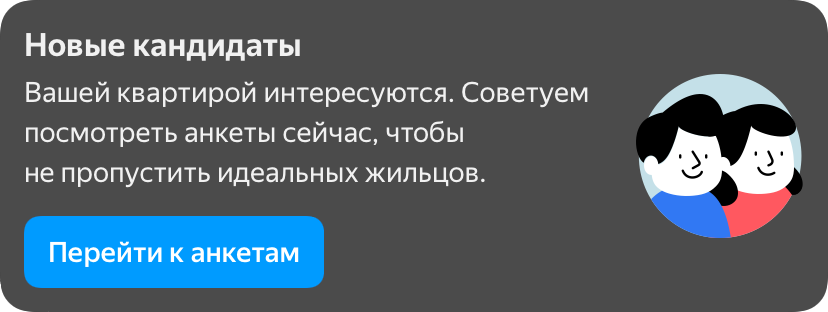 Новые кандидаты
Вашей квартирой интересуются. Советуем
посмотреть анкеты сейчас, чтобы
не пропустить идеальных жильцов.
Перейти к анкетам